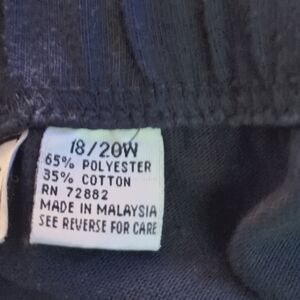 18/20W
65% POLYESTER
35% COTTON
RN 72882
MADE IN MALAYSIA
SEE REVERSE FOR CARE